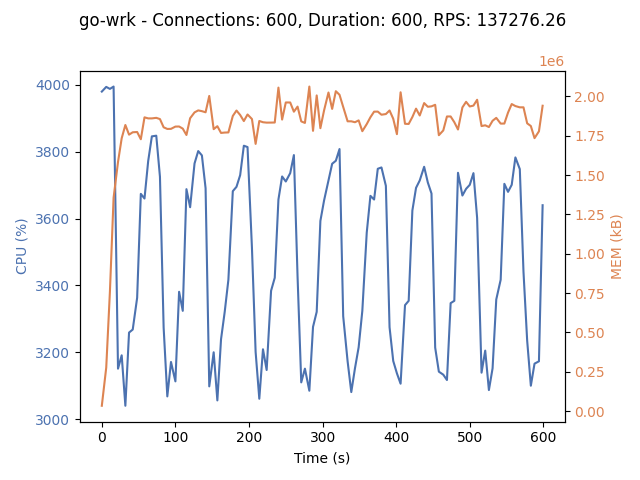 go-wrk - Connections: 600, Duration: 600, RPS: 137276.26
1e6
4000
3800
3600
3400
3200
3000
CPU (%)
2.00
1.75
1.50
1.25
1.00
0.75
0.50
0.25
0.00
MEM (kB)
0 100 200 300 400 500 600
Time (s)